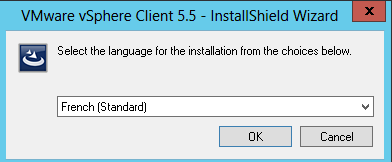 VMware vSphere Client 5.5 - InstallShield Wizard
Select the language for the installation from the choices below.
French (Standard)
OK
Cancel